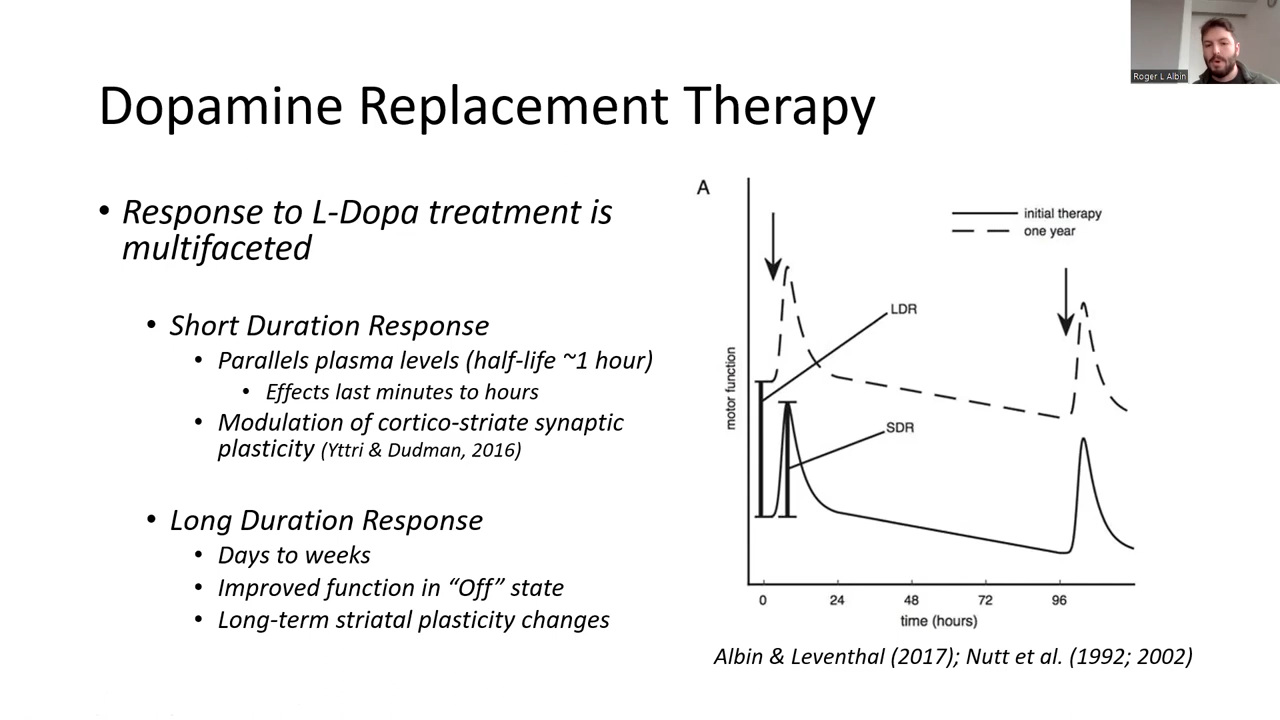 Roger L Albin
Dopamine Replacement Therapy
• Response to L-Dopa treatment is
multifaceted
• Short Duration Response
• Parallels plasma levels (half-life ~1 hour)
• Effects last minutes to hours
• Modulation of cortico-striate synaptic
plasticity (Yttri & Dudman, 2016)
• Long Duration Response
• Days to weeks
• Improved function in “Off” state
• Long-term striatal plasticity changes
A
initial therapy
one year
LDR
SDR
motor function
0 24 48 72 96
time (hours)
Albin & Leventhal (2017); Nutt et al. (1992; 2002)